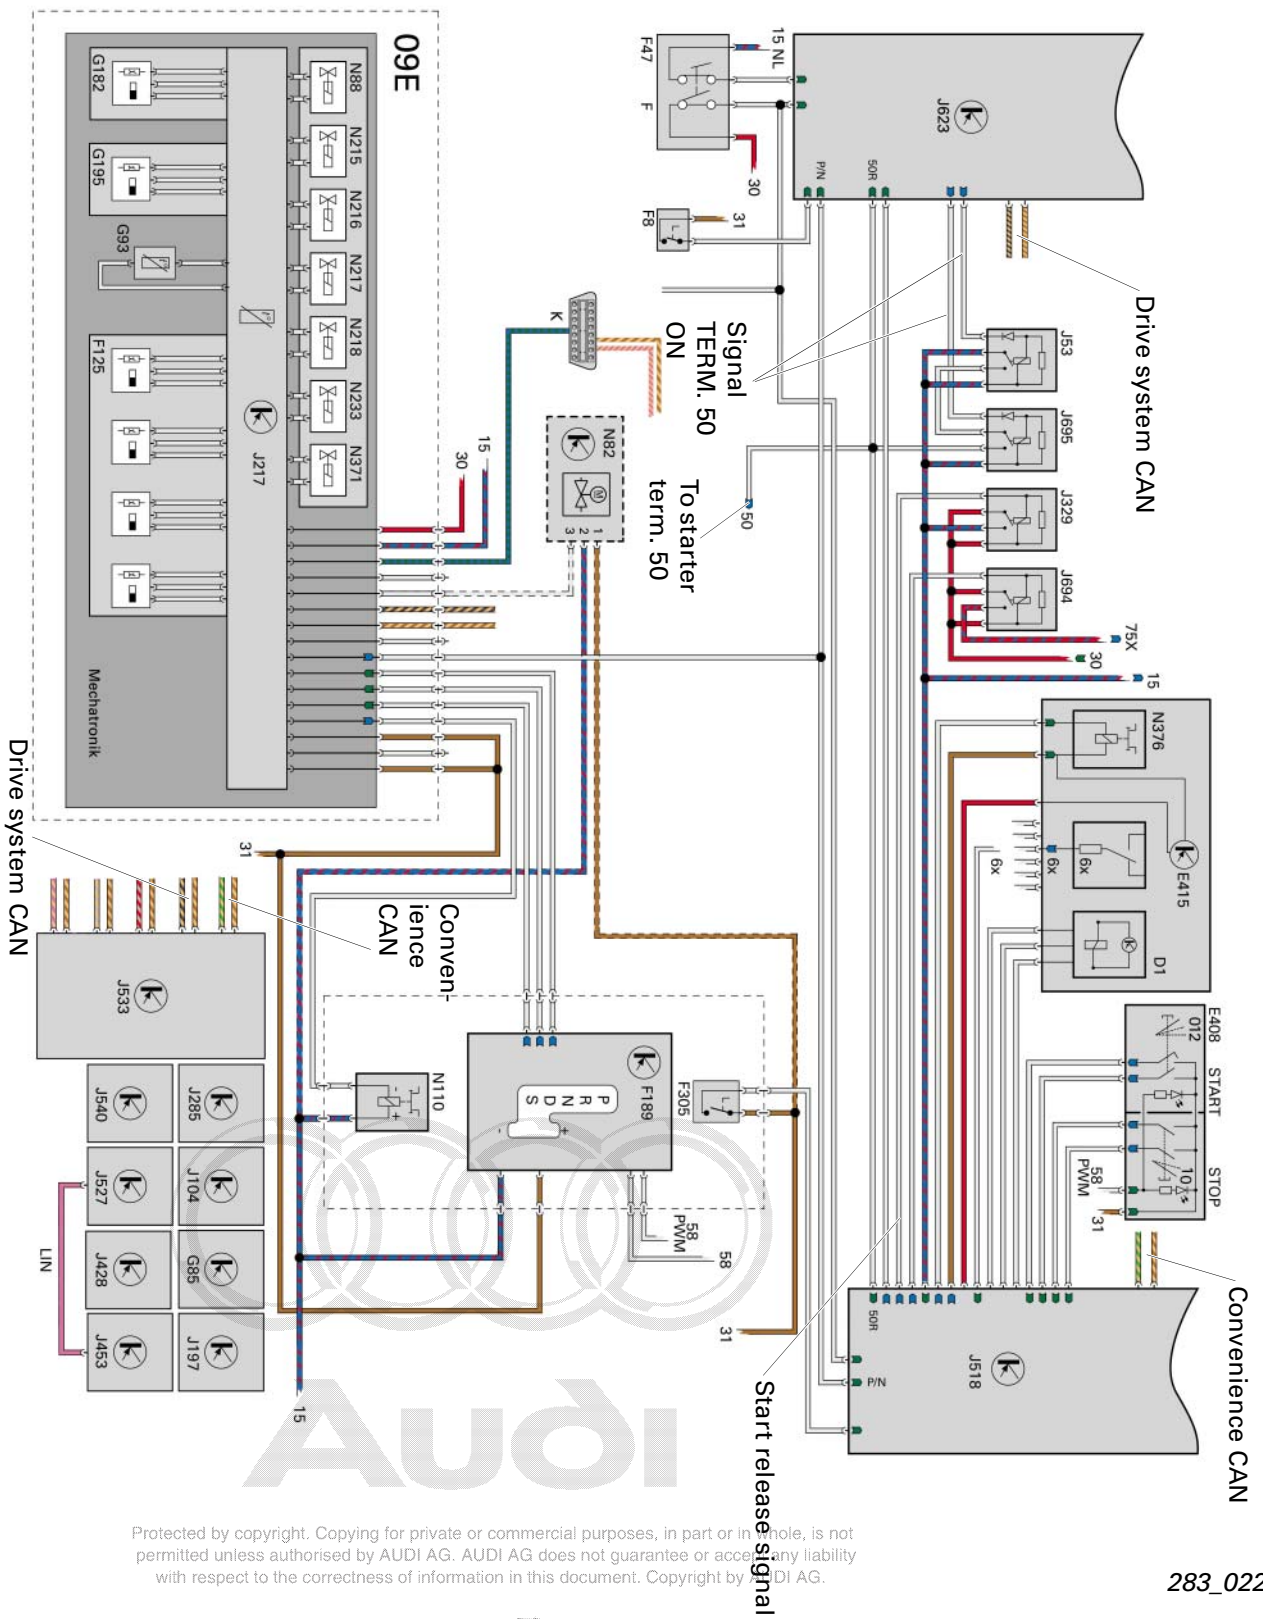 09E
G182
G195
G93
F125
N88
N215
N216
N217
N218
N233
N371
J217
Mechatronik
F47
F
15 NL
30
J623
P/N
50R
F8
31
K
Signal
TERM. 50
ON
Drive system CAN
J53
J695
J329
J694
75X
30
15
15
30
N82
1
2
3
To starter
term. 50
50
N376
E415
6x
6x
6x
D1
E408
012
START
STOP
10
58
PWM
31
Convenience CAN
31
Drive system CAN
Conven-
ience
CAN
J533
J540
J285
J527
J104
J428
G85
J453
J197
LIN
N110
-
+
F189
P
R
N
D
S
+
-
F305
58
PWM
58
31
15
50R
P/N
J518
Start release signal
Audi
Protected by copyright. Copying for private or commercial purposes, in part or in whole, is not
permitted unless authorised by AUDI AG. AUDI AG does not guarantee or accept any liability
with respect to the correctness of information in this document. Copyright by AUDI AG.
283_022